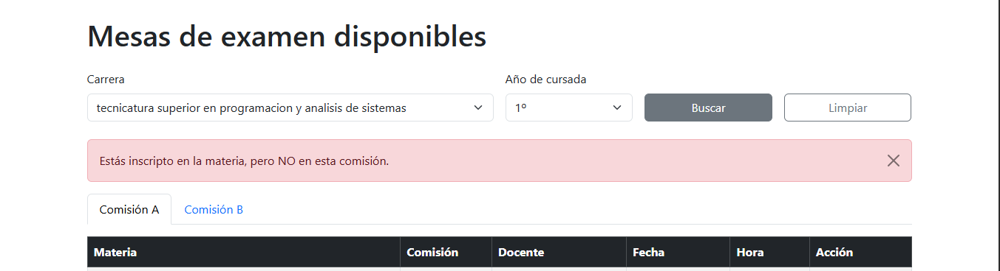 Mesas de examen disponibles
Carrera
Año de cursada
tecnicatura superior en programacion y analisis de sistemas
1º
Buscar
Limpiar
Estás inscripto en la materia, pero NO en esta comisión.
Comisión A
Comisión B
Materia
Comisión
Docente
Fecha
Hora
Acción